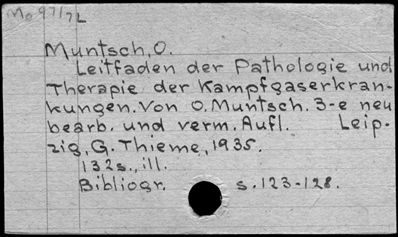 Mo 97/7L
Muntsch, O.
Leitfaden der Pathologie und
Therapie der Kampfgaserkran-
kungen. Von O. Muntsch. 3-e neu
bearb. und verm. Aufl. Leip-
zig, G. Thieme, 1935.
132s., ill.
Bibliogr. s. 123-128.